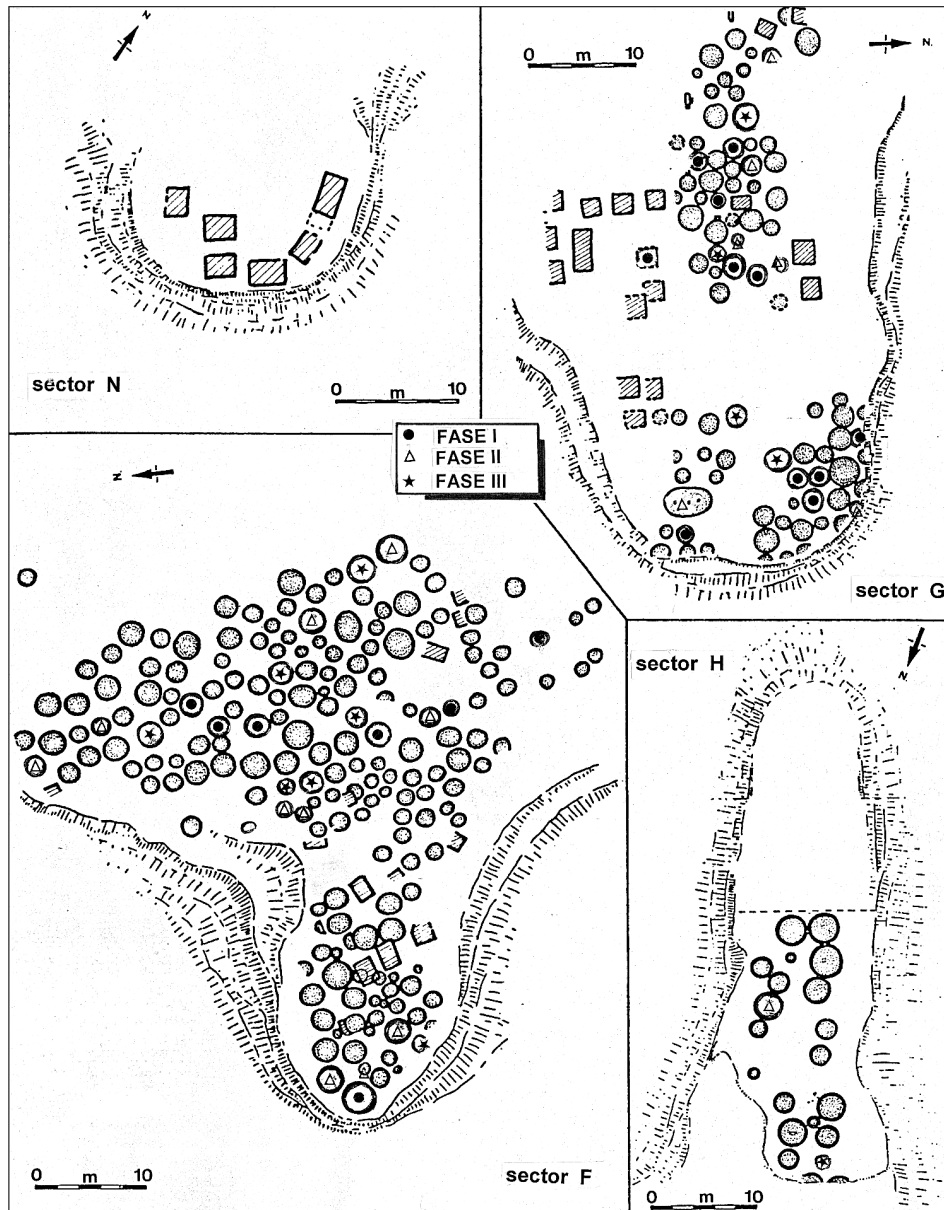 N
0 m 10
sector N
0 m 10
N.
sector G
FASE I
FASE II
FASE III
N
0 m 10
sector F
sector H
N.
0 m 10